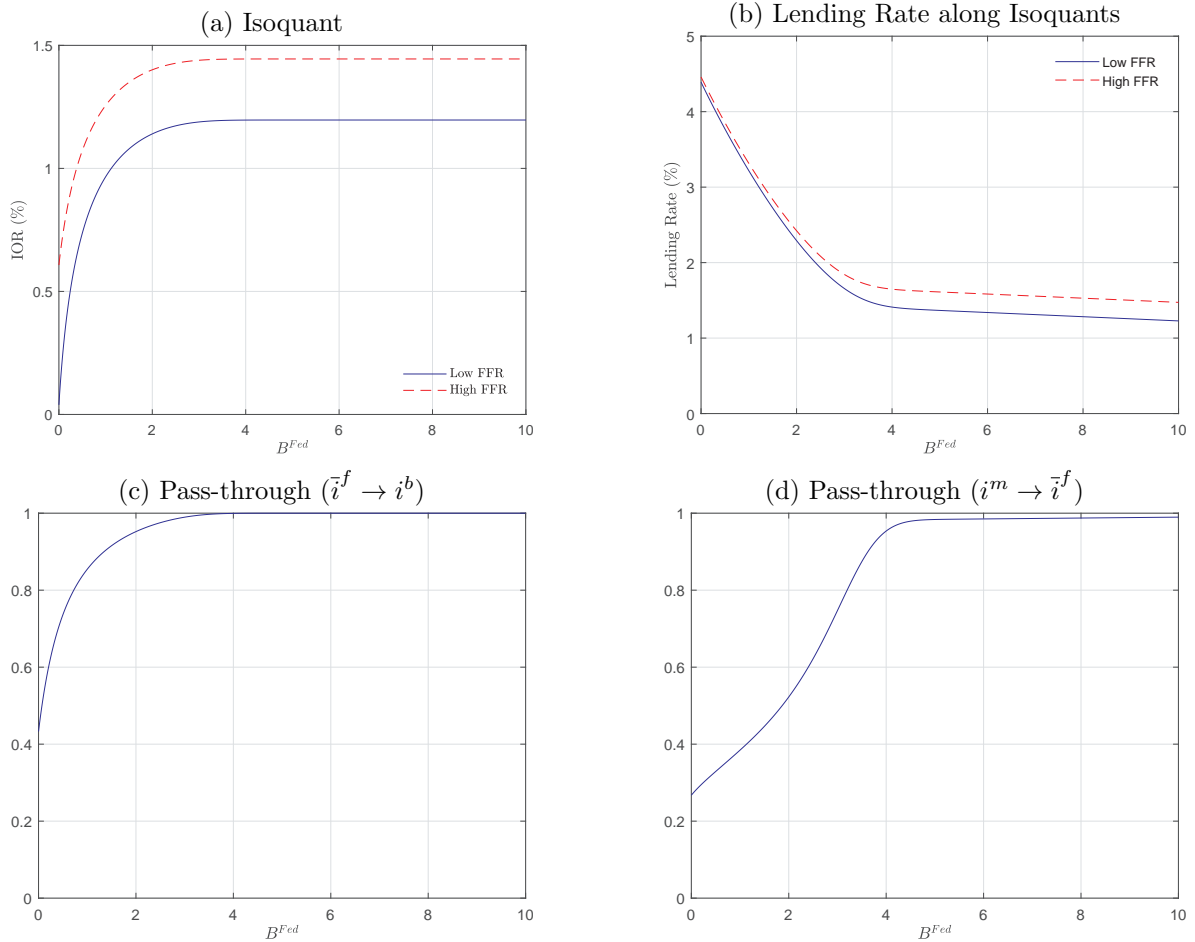 (a) Isoquant
IOR (%)
1.5
1
0.5
0
0 2 4 6 8 10
B^{Fed}
Low FFR
High FFR
(b) Lending Rate along Isoquants
Lending Rate (%)
5
4
3
2
1
0
0 2 4 6 8 10
B^{Fed}
Low FFR
High FFR
(c) Pass-through (i̅^f → i^b)
1
0.8
0.6
0.4
0.2
0
0 2 4 6 8 10
B^{Fed}
(d) Pass-through (i^m → i̅^f)
1
0.8
0.6
0.4
0.2
0
0 2 4 6 8 10
B^{Fed}